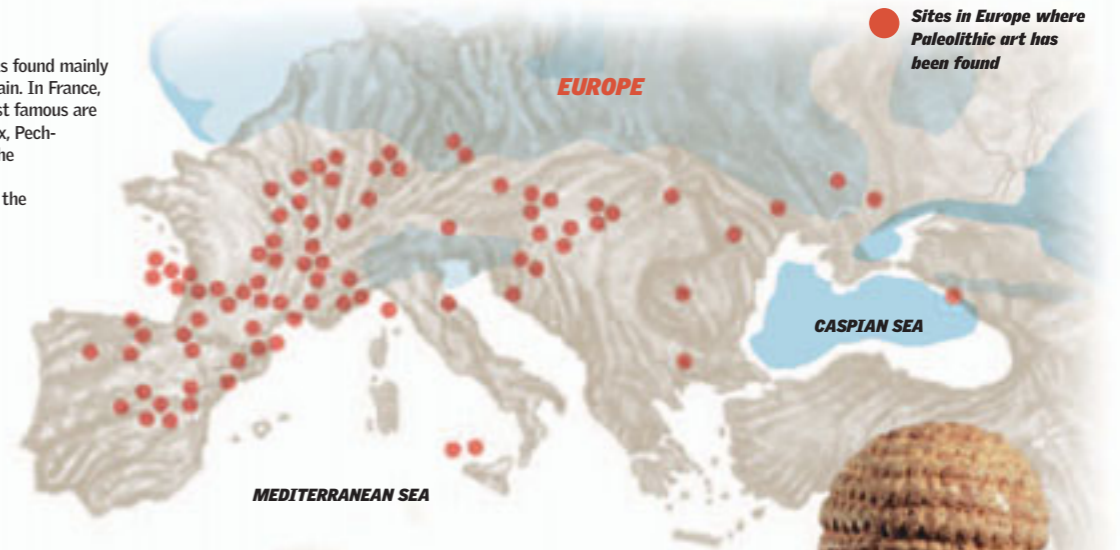 s found mainly
ain. In France,
st famous are
x, Pech-
he
the
EUROPE
Sites in Europe where
Paleolithic art has
been found
CASPIAN SEA
MEDITERRANEAN SEA